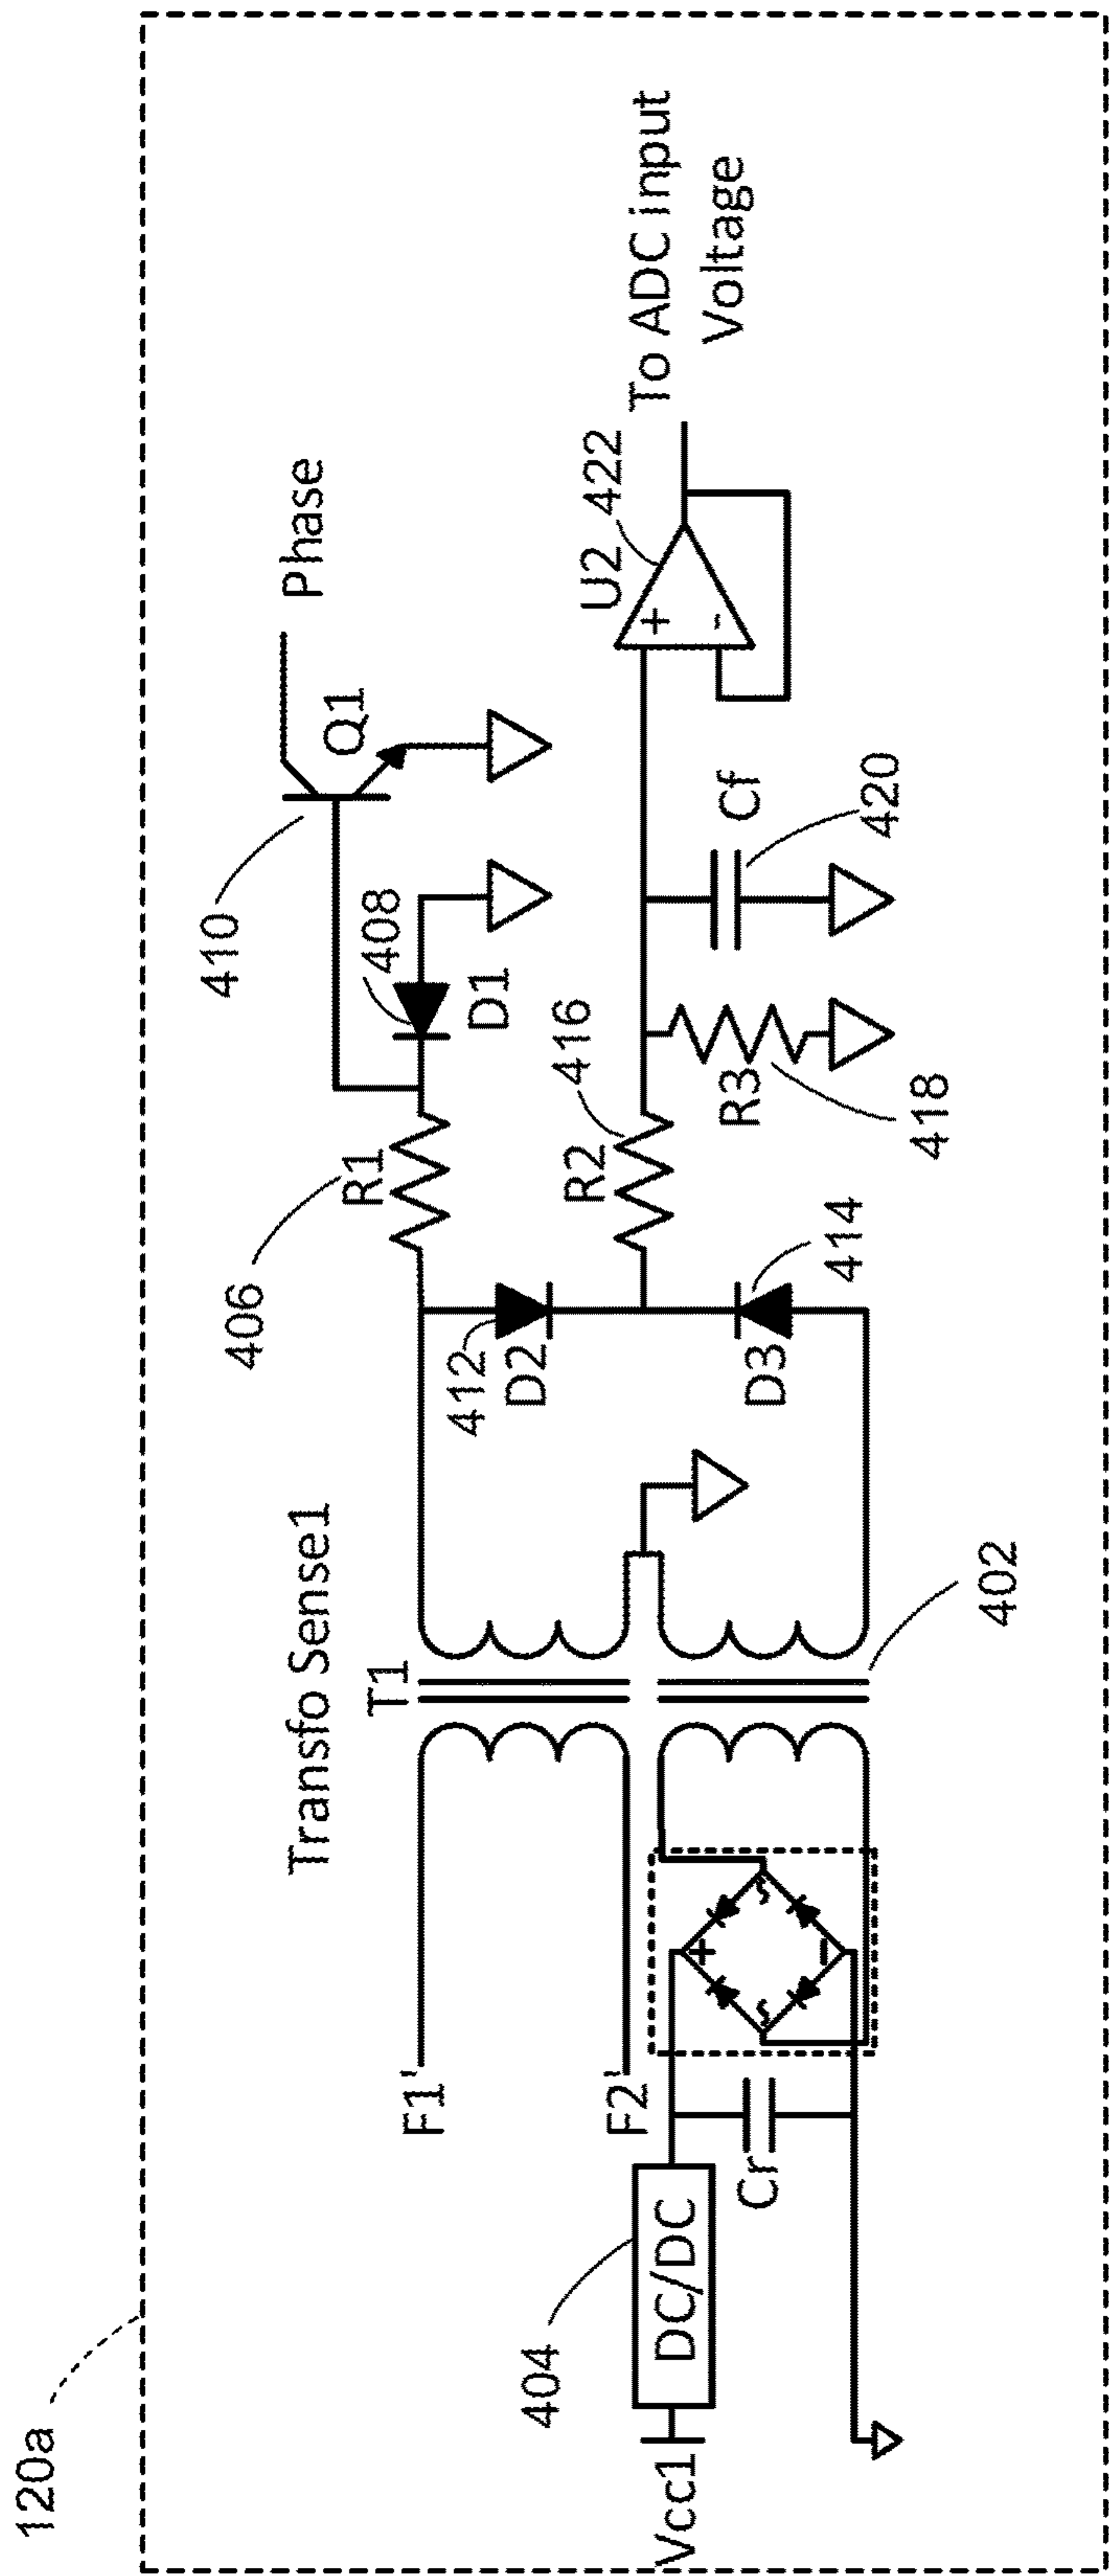 120a
Transfo Sense1
Phase
410
Q1
T1
406
R1
408
D1
F1'
412
D2
R2
416
U2
422
+
-
To ADC input
Voltage
F2'
404
DC/DC
Vcc1
Cr
+
~
~
−
D3
414
R3
418
Cf
420
402